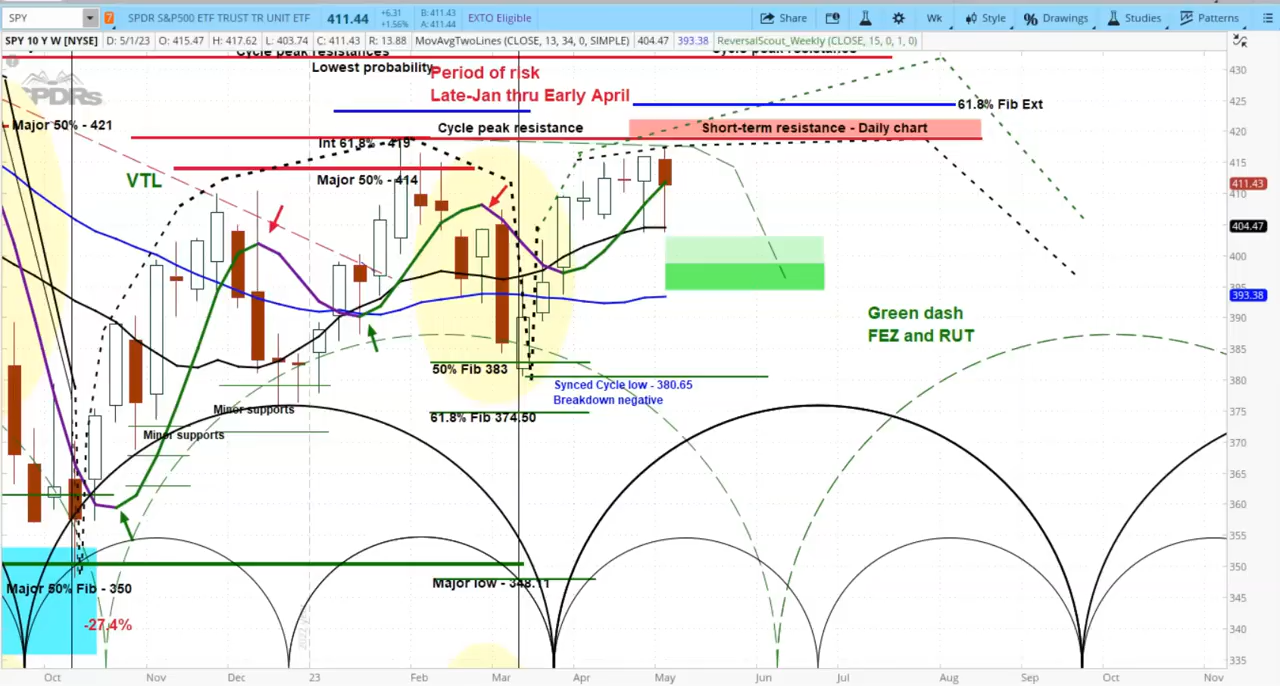 SPY
7
SPDR S&P500 ETF TRUST TR UNIT ETF
411.44
+6.31
+1.56%
B: 411.43
A: 411.44
EXTO Eligible
Share
Wk
Style
% Drawings
Studies
Patterns
SPY 10 Y W [NYSE]
D: 5/1/23
O: 415.47
H: 417.62
L: 403.74
C: 411.43
R: 13.88
MovAvgTwoLines (CLOSE, 13, 34, 0, SIMPLE)
404.47
393.38
ReversalScout_Weekly (CLOSE, 15, 0, 1, 0)
Cycle peak resistances
Cycle peak resistance
Lowest probability
Period of risk
Late-Jan thru Early April
SPDRs
Major 50% - 421
61.8% Fib Ext
Cycle peak resistance
Short-term resistance - Daily chart
Int 61.8% - 419
Major 50% - 414
VTL
Green dash
FEZ and RUT
50% Fib 383
Synced Cycle low - 380.65
Breakdown negative
Minor supports
61.8% Fib 374.50
Minor supports
Major low - 348.11
Major 50% Fib - 350
-27.4%
430
425
420
415
411.43
410
404.47
400
395
393.38
390
385
380
375
370
365
360
355
350
345
340
335
Oct
Nov
Dec
23
Feb
Mar
Apr
May
Jun
Jul
Aug
Sep
Oct
Nov